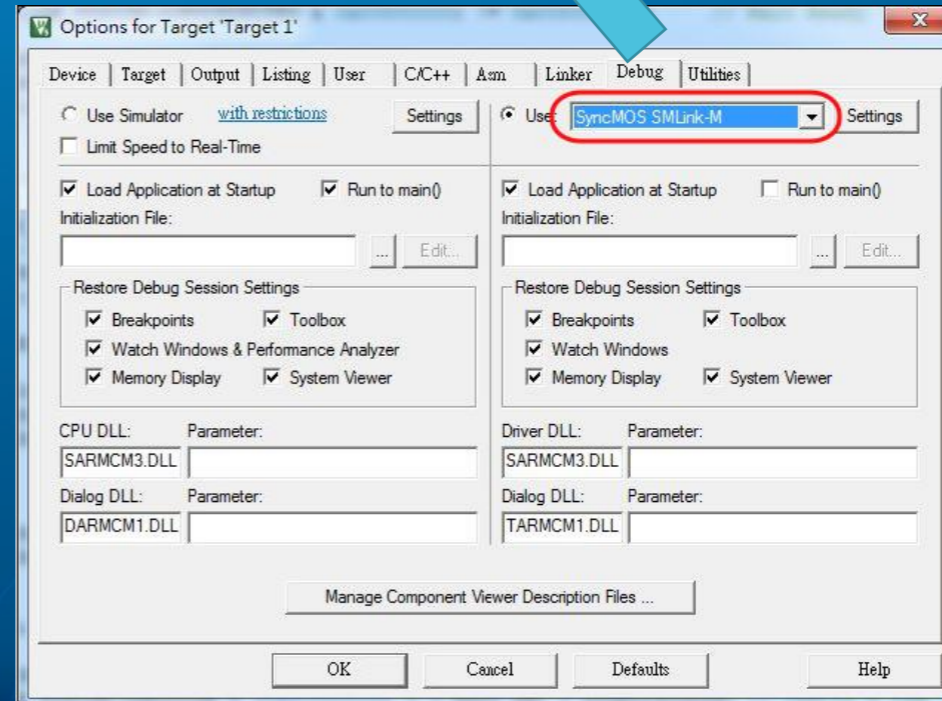 Options for Target 'Target 1'
Device Target Output Listing User C/C++ Asm Linker Debug Utilities
Use Simulator with restrictions Settings
Limit Speed to Real-Time
Load Application at Startup Run to main()
Initialization File:
... Edit...
Restore Debug Session Settings
Breakpoints Toolbox
Watch Windows & Performance Analyzer
Memory Display System Viewer
CPU DLL: Parameter:
SARMCM3.DLL
Dialog DLL: Parameter:
DARMCM1.DLL
Use: SyncMOS SMLink-M Settings
Load Application at Startup Run to main()
Initialization File:
... Edit...
Restore Debug Session Settings
Breakpoints Toolbox
Watch Windows
Memory Display System Viewer
Driver DLL: Parameter:
SARMCM3.DLL
Dialog DLL: Parameter:
TARMCM1.DLL
Manage Component Viewer Description Files ...
OK Cancel Defaults Help